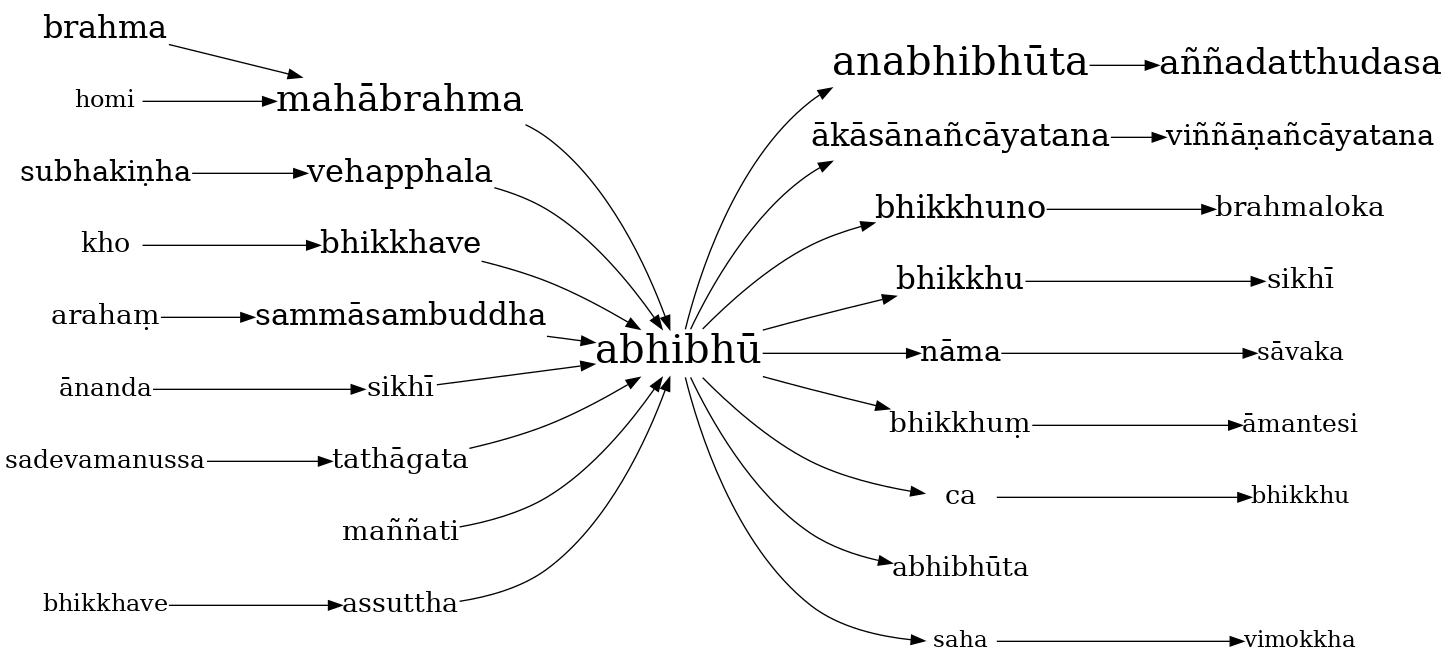 brahma
homi
mahābrahma
subhakiṇha
vehapphala
kho
bhikkhave
arahaṃ
sammāsambuddha
ānanda
sikhī
sadevamanussa
tathāgata
maññati
bhikkhave
assuttha
abhibhū
anabhibhūta
aññadatthudasa
ākāsānañcāyatana
viññāṇañcāyatana
bhikkhuno
brahmaloka
bhikkhu
sikhī
nāma
sāvaka
bhikkhuṃ
āmantesi
ca
bhikkhu
abhibhūta
saha
vimokkha